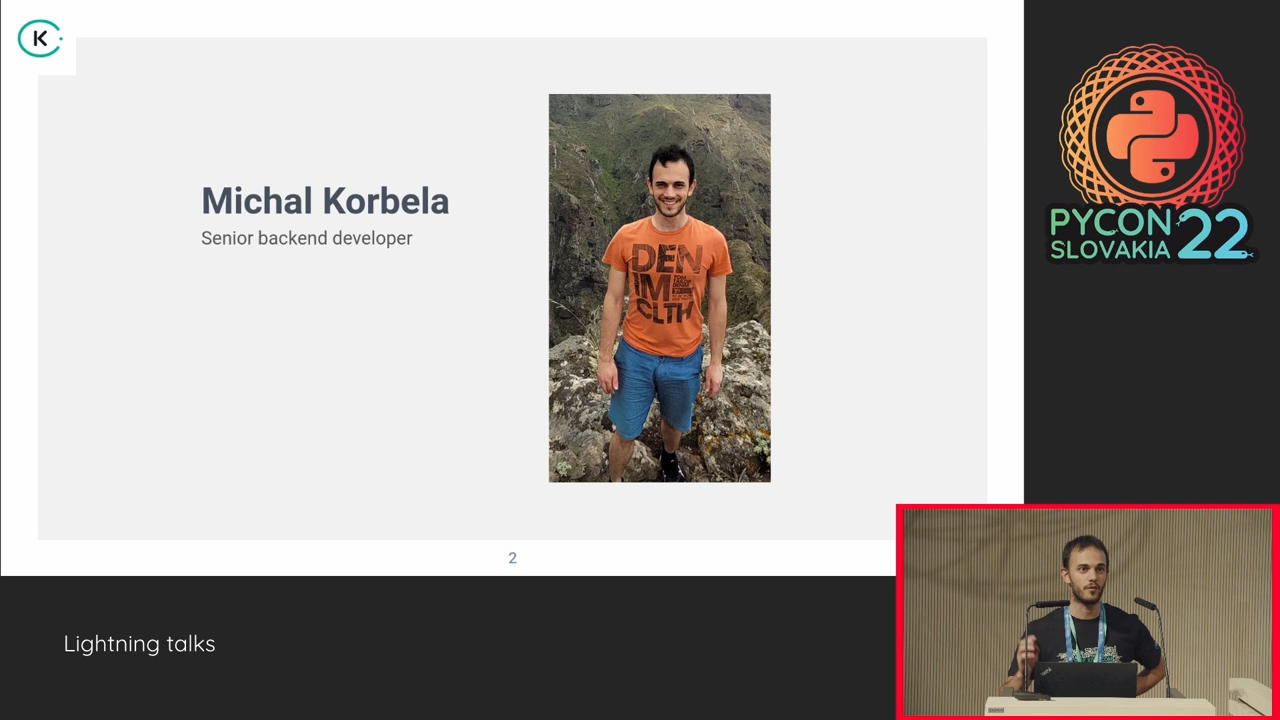 K
Michal Korbela
Senior backend developer
DEN
IM
CLTH
2
PYCON
SLOVAKIA
22
Lightning talks